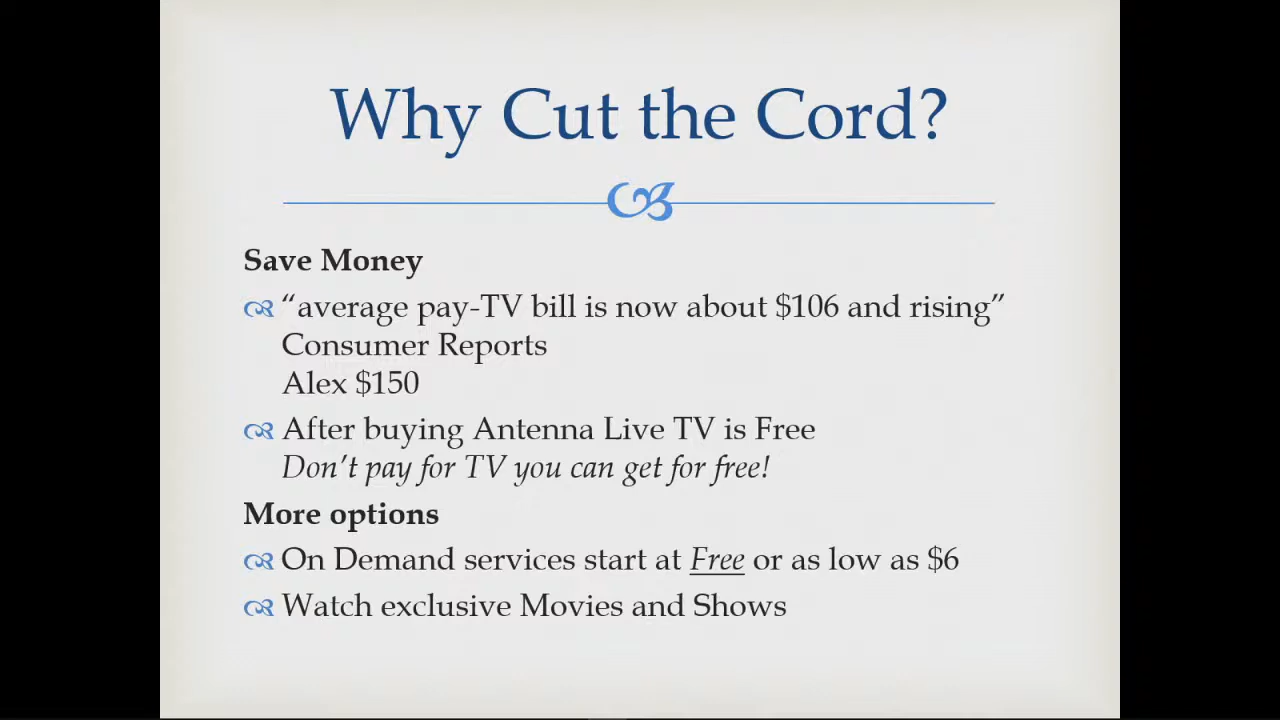 Why Cut the Cord?
Save Money
“average pay-TV bill is now about $106 and rising”
Consumer Reports
Alex $150
After buying Antenna Live TV is Free
Don’t pay for TV you can get for free!
More options
On Demand services start at Free or as low as $6
Watch exclusive Movies and Shows